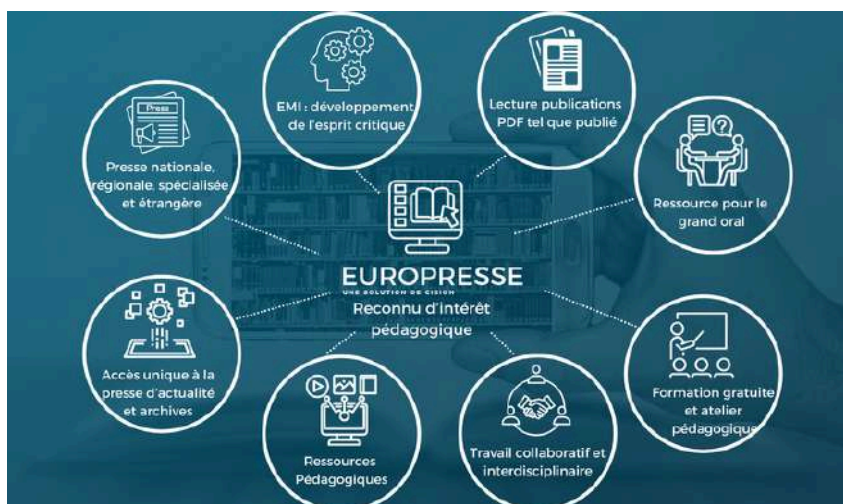 EMI : développement
de l'esprit critique
Lecture publications
PDF tel que publié
Press
Presse nationale,
régionale, spécialisée
et étrangère
Ressource pour le
grand oral
EUROPRESSE
UNE SOLUTION DE CISION
Reconnu d'intérêt
pédagogique
Accès unique à la
presse d'actualité
et archives
Formation gratuite
et atelier
pédagogique
Ressources
Pédagogiques
Travail collaboratif et
interdisciplinaire